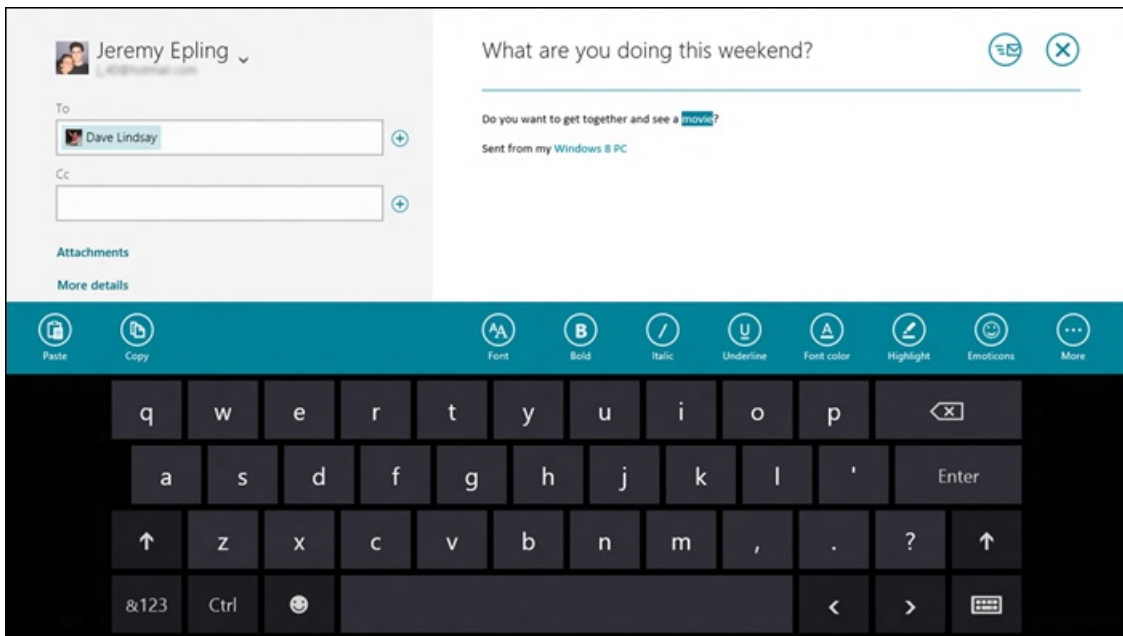 Jeremy Epling
To
Dave Lindsay
Cc
Attachments
More details
What are you doing this weekend?
Do you want to get together and see a movie?
Sent from my Windows 8 PC
Paste
Copy
Font
Bold
Italic
Underline
Font color
Highlight
Emoticons
More
q w e r t y u i o p
a s d f g h j k l ' Enter
z x c v b n m , . ?
&123 Ctrl < >